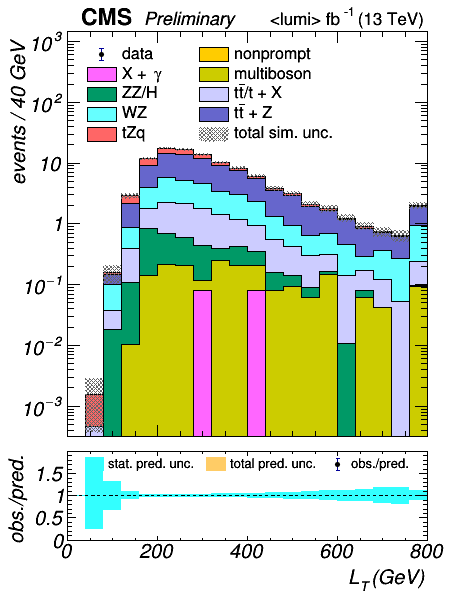 CMS Preliminary <lumi> fb⁻¹ (13 TeV)
events / 40 GeV
data
nonprompt
X + γ
multiboson
ZZ/H
tt̄/t + X
WZ
tt̄ + Z
tZq
total sim. unc.
10³
10²
10
1
10⁻¹
10⁻²
10⁻³
obs./pred.
stat. pred. unc.
total pred. unc.
obs./pred.
1.5
1
0.5
0
0 200 400 600 800
L_T(GeV)